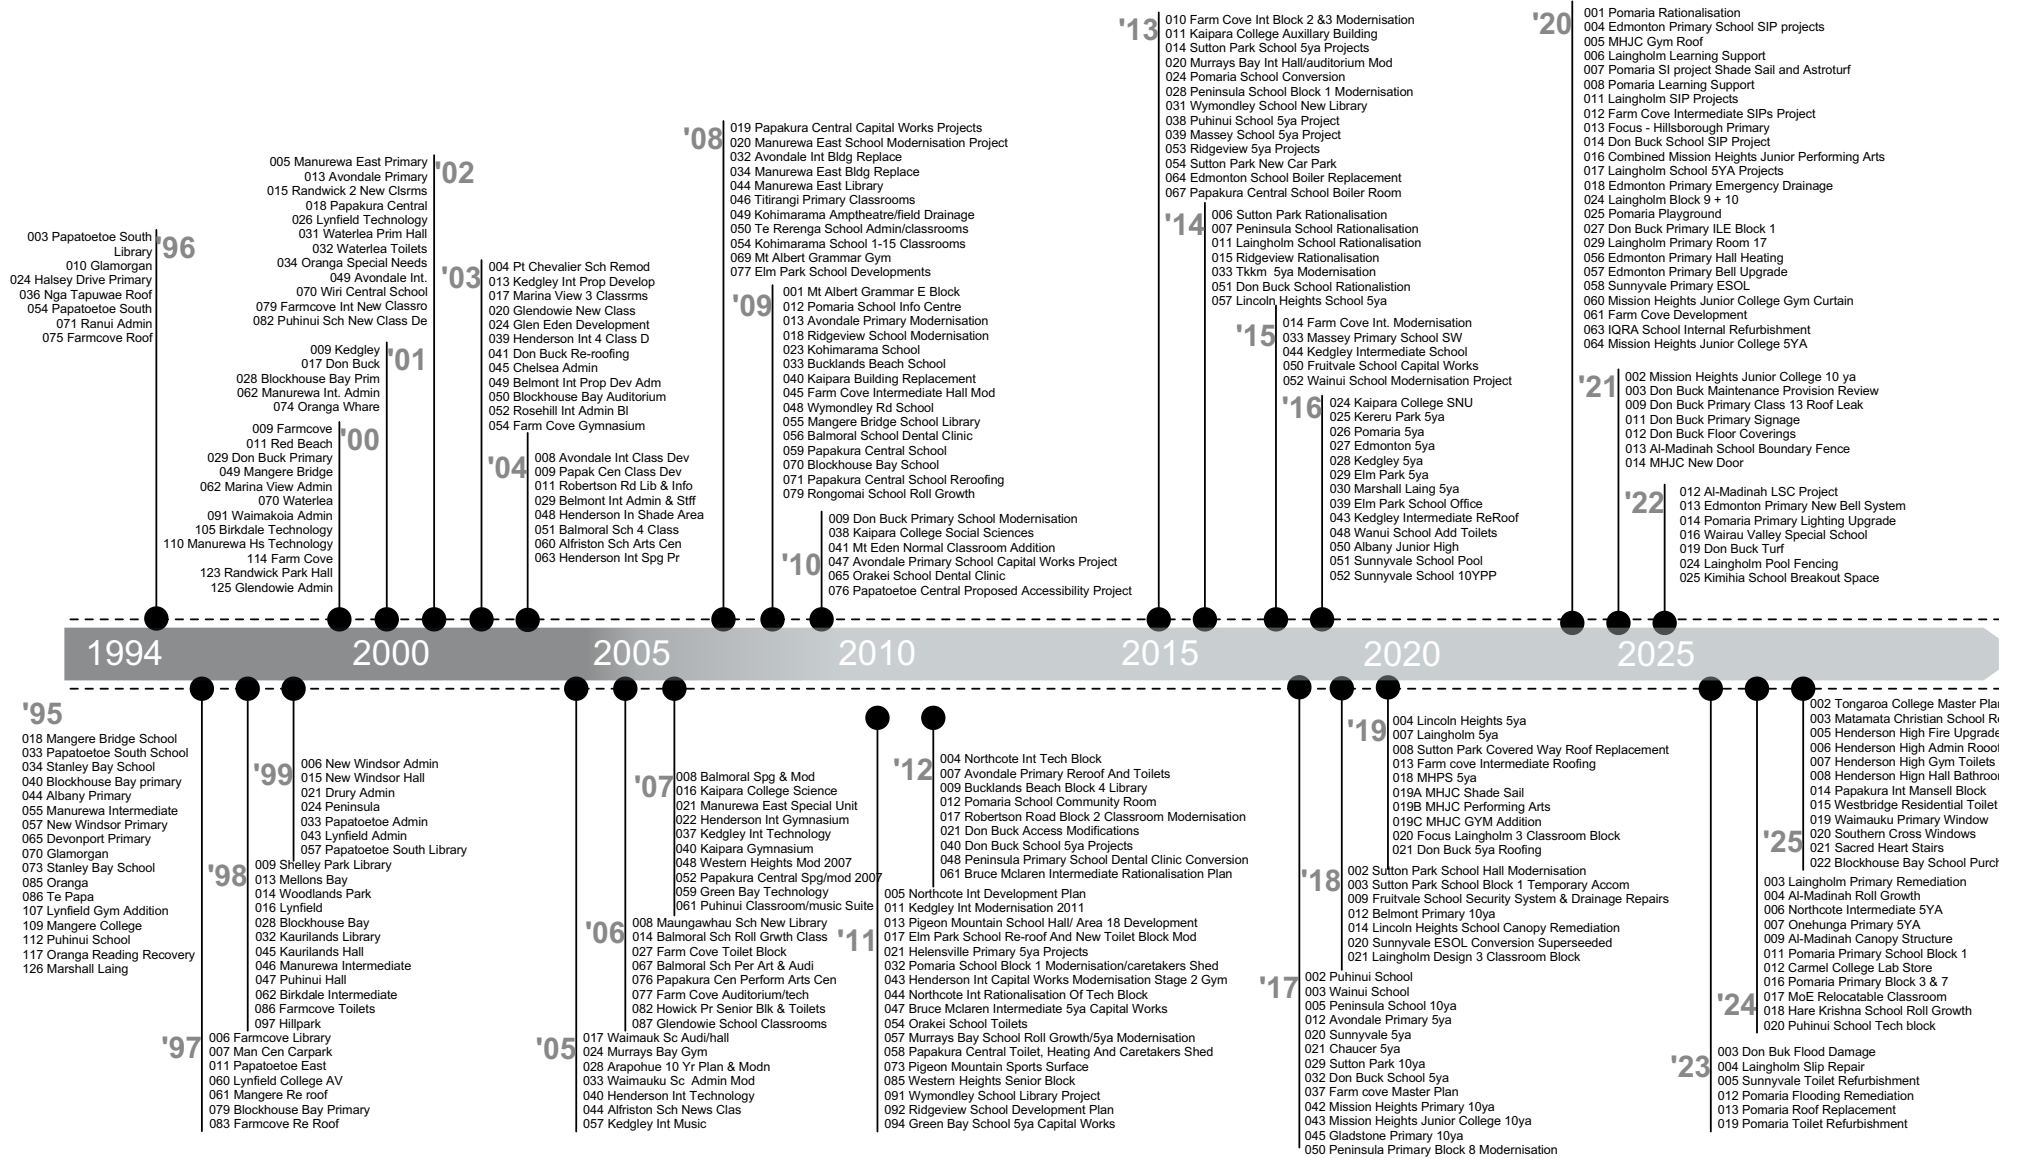 '96
003 Papatoetoe South
Library
010 Glamorgan
024 Halsey Drive Primary
036 Nga Tapuwae Roof
054 Papatoetoe South
071 Ranui Admin
075 Farmcove Roof
'00
009 Farmcove
011 Red Beach
029 Don Buck Primary
049 Mangere Bridge
062 Marina View Admin
070 Waterlea
091 Waimakoia Admin
105 Birkdale Technology
110 Manurewa Hs Technology
114 Farm Cove
123 Randwick Park Hall
125 Glendowie Admin
'01
009 Kedgley
017 Don Buck
028 Blockhouse Bay Prim
062 Manurewa Int. Admin
074 Oranga Whare
'02
005 Manurewa East Primary
013 Avondale Primary
015 Randwick 2 New Clsrms
018 Papakura Central
026 Lynfield Technology
031 Waterlea Prim Hall
032 Waterlea Toilets
034 Oranga Special Needs
049 Avondale Int.
070 Wiri Central School
079 Farmcove Int New Classro
082 Puhinui Sch New Class De
'03
004 Pt Chevalier Sch Remod
013 Kedgley Int Prop Develop
017 Marina View 3 Classrms
020 Glendowie New Class
024 Glen Eden Development
039 Henderson Int 4 Class D
041 Don Buck Re-roofing
045 Chelsea Admin
049 Belmont Int Prop Dev Adm
050 Blockhouse Bay Auditorium
052 Rosehill Int Admin Bl
054 Farm Cove Gymnasium
'04
008 Avondale Int Class Dev
009 Papak Cen Class Dev
011 Robertson Rd Lib & Info
029 Belmont Int Admin & Stff
048 Henderson In Shade Area
051 Balmoral Sch 4 Class
060 Alfriston Sch Arts Cen
063 Henderson Int Spg Pr
'08
019 Papakura Central Capital Works Projects
020 Manurewa East School Modernisation Project
032 Avondale Int Bldg Replace
034 Manurewa East Bldg Replace
044 Manurewa East Library
046 Titirangi Primary Classrooms
049 Kohimarama Amptheatre/field Drainage
050 Te Rerenga School Admin/classrooms
054 Kohimarama School 1-15 Classrooms
069 Mt Albert Grammar Gym
077 Elm Park School Developments
'09
001 Mt Albert Grammar E Block
012 Pomaria School Info Centre
013 Avondale Primary Modernisation
018 Ridgeview School Modernisation
023 Kohimarama School
033 Bucklands Beach School
040 Kaipara Building Replacement
045 Farm Cove Intermediate Hall Mod
048 Wymondley Rd School
055 Mangere Bridge School Library
056 Balmoral School Dental Clinic
059 Papakura Central School
070 Blockhouse Bay School
071 Papakura Central School Reroofing
079 Rongomai School Roll Growth
'10
009 Don Buck Primary School Modernisation
038 Kaipara College Social Sciences
041 Mt Eden Normal Classroom Addition
047 Avondale Primary School Capital Works Project
065 Orakei School Dental Clinic
076 Papatoetoe Central Proposed Accessibility Project
'13
010 Farm Cove Int Block 2 &3 Modernisation
011 Kaipara College Auxillary Building
014 Sutton Park School 5ya Projects
020 Murrays Bay Int Hall/auditorium Mod
024 Pomaria School Conversion
028 Peninsula School Block 1 Modernisation
031 Wymondley School New Library
038 Puhinui School 5ya Project
039 Massey School 5ya Project
053 Ridgeview 5ya Projects
054 Sutton Park New Car Park
064 Edmonton School Boiler Replacement
067 Papakura Central School Boiler Room
'14
006 Sutton Park Rationalisation
007 Peninsula School Rationalisation
011 Laingholm School Rationalisation
015 Ridgeview Rationalisation
033 Tkkm 5ya Modernisation
051 Don Buck School Rationalisation
057 Lincoln Heights School 5ya
'15
014 Farm Cove Int. Modernisation
033 Massey Primary School SW
044 Kedgley Intermediate School
050 Fruitvale School Capital Works
052 Wainui School Modernisation Project
'16
024 Kaipara College SNU
025 Kereru Park 5ya
026 Pomaria 5ya
027 Edmonton 5ya
028 Kedgley 5ya
029 Elm Park 5ya
030 Marshall Laing 5ya
039 Elm Park School Office
043 Kedgley Intermediate ReRoof
048 Wanui School Add Toilets
050 Albany Junior High
051 Sunnyvale School Pool
052 Sunnyvale School 10YPP
'20
001 Pomaria Rationalisation
004 Edmonton Primary School SIP projects
005 MHJC Gym Roof
006 Laingholm Learning Support
007 Pomaria SI project Shade Sail and Astroturf
008 Pomaria Learning Support
011 Laingholm SIP Projects
012 Farm Cove Intermediate SIPs Project
013 Focus - Hillsborough Primary
014 Don Buck School SIP Project
016 Combined Mission Heights Junior Performing Arts
017 Laingholm School 5YA Projects
018 Edmonton Primary Emergency Drainage
024 Laingholm Block 9 + 10
025 Pomaria Playground
027 Don Buck Primary ILE Block 1
029 Laingholm Primary Room 17
056 Edmonton Primary Hall Heating
057 Edmonton Primary Bell Upgrade
058 Sunnyvale Primary ESOL
060 Mission Heights Junior College Gym Curtain
061 Farm Cove Development
063 IQRA School Internal Refurbishment
064 Mission Heights Junior College 5YA
'21
002 Mission Heights Junior College 10 ya
003 Don Buck Maintenance Provision Review
009 Don Buck Primary Class 13 Roof Leak
011 Don Buck Primary Signage
012 Don Buck Floor Coverings
013 Al-Madinah School Boundary Fence
014 MHJC New Door
'22
012 Al-Madinah LSC Project
013 Edmonton Primary New Bell System
014 Pomaria Primary Lighting Upgrade
016 Wairau Valley Special School
019 Don Buck Turf
024 Laingholm Pool Fencing
025 Kimihia School Breakout Space
1994
2000
2005
2010
2015
2020
2025
'95
018 Mangere Bridge School
033 Papatoetoe South School
034 Stanley Bay School
040 Blockhouse Bay primary
044 Albany Primary
055 Manurewa Intermediate
057 New Windsor Primary
065 Devonport Primary
070 Glamorgan
073 Stanley Bay School
085 Oranga
086 Te Papa
107 Lynfield Gym Addition
109 Mangere College
112 Puhinui School
117 Oranga Reading Recovery
126 Marshall Laing
'99
006 New Windsor Admin
015 New Windsor Hall
021 Drury Admin
024 Peninsula
033 Papatoetoe Admin
043 Lynfield Admin
057 Papatoetoe South Library
'98
009 Shelley Park Library
013 Mellons Bay
014 Woodlands Park
016 Lynfield
028 Blockhouse Bay
032 Kaurilands Library
045 Kaurilands Hall
046 Manurewa Intermediate
047 Puhinui Hall
062 Birkdale Intermediate
086 Farmcove Toilets
097 Hillpark
'97
006 Farmcove Library
007 Man Cen Carpark
011 Papatoetoe East
060 Lynfield College AV
061 Mangere Re roof
079 Blockhouse Bay Primary
083 Farmcove Re Roof
'07
008 Balmoral Spg & Mod
016 Kaipara College Science
021 Manurewa East Special Unit
022 Henderson Int Gymnasium
037 Kedgley Int Technology
040 Kaipara Gymnasium
048 Western Heights Mod 2007
052 Papakura Central Spg/mod 2007
059 Green Bay Technology
061 Puhinui Classroom/music Suite
'06
008 Maungawhau Sch New Library
014 Balmoral Sch Roll Grwth Class
027 Farm Cove Toilet Block
067 Balmoral Sch Per Art & Audi
076 Papakura Cen Perform Arts Cen
077 Farm Cove Auditorium/tech
082 Howick Pr Senior Blk & Toilets
087 Glendowie School Classrooms
'05
017 Waimauk Sc Audi/hall
024 Murrays Bay Gym
028 Arapohue 10 Yr Plan & Modn
033 Waimauku Sc Admin Mod
040 Henderson Int Technology
044 Alfriston Sch News Clas
057 Kedgley Int Music
'12
004 Northcote Int Tech Block
007 Avondale Primary Reroof And Toilets
009 Bucklands Beach Block 4 Library
012 Pomaria School Community Room
017 Robertson Road Block 2 Classroom Modernisation
021 Don Buck Access Modifications
040 Don Buck School 5ya Projects
048 Peninsula Primary School Dental Clinic Conversion
061 Bruce Mclaren Intermediate Rationalisation Plan
'11
005 Northcote Int Development Plan
011 Kedgley Int Modernisation 2011
013 Pigeon Mountain School Hall/ Area 18 Development
017 Elm Park School Re-roof And New Toilet Block Mod
021 Helensville Primary 5ya Projects
032 Pomaria School Block 1 Modernisation/caretakers Shed
043 Henderson Int Capital Works Modernisation Stage 2 Gym
044 Northcote Int Rationalisation Of Tech Block
047 Bruce Mclaren Intermediate 5ya Capital Works
054 Orakei School Toilets
057 Murrays Bay School Roll Growth/5ya Modernisation
058 Papakura Central Toilet, Heating And Caretakers Shed
073 Pigeon Mountain Sports Surface
085 Western Heights Senior Block
091 Wymondley School Library Project
092 Ridgeview School Development Plan
094 Green Bay School 5ya Capital Works
'19
004 Lincoln Heights 5ya
007 Laingholm 5ya
008 Sutton Park Covered Way Roof Replacement
013 Farm cove Intermediate Roofing
018 MHPS 5ya
019A MHJC Shade Sail
019B MHJC Performing Arts
019C MHJC GYM Addition
020 Focus Laingholm 3 Classroom Block
021 Don Buck 5ya Roofing
'18
002 Sutton Park School Hall Modernisation
003 Sutton Park School Block 1 Temporary Accom
009 Fruitvale School Security System & Drainage Repairs
012 Belmont Primary 10ya
014 Lincoln Heights School Canopy Remediation
020 Sunnyvale ESOL Conversion Superseeded
021 Laingholm Design 3 Classroom Block
'17
002 Puhinui School
003 Wainui School
005 Peninsula School 10ya
012 Avondale Primary 5ya
020 Sunnyvale 5ya
021 Chaucer 5ya
029 Sutton Park 10ya
032 Don Buck School 5ya
037 Farm cove Master Plan
042 Mission Heights Primary 10ya
043 Mission Heights Junior College 10ya
045 Gladstone Primary 10ya
050 Peninsula Primary Block 8 Modernisation
'25
002 Tongaroa College Master Plan
003 Matamata Christian School
005 Henderson High Fire Upgrade
006 Henderson High Admin Rooof
007 Henderson High Gym Toilets
008 Henderson Hign Hall
014 Papakura Int Mansell Block
015 Westbridge Residential Toilet
019 Waimauku Primary Window
020 Southern Cross Windows
021 Sacred Heart Stairs
022 Blockhouse Bay School
'24
003 Laingholm Primary Remediation
004 Al-Madinah Roll Growth
006 Northcote Intermediate 5YA
007 Onehunga Primary 5YA
009 Al-Madinah Canopy Structure
011 Pomaria Primary School Block 1
012 Carmel College Lab Store
016 Pomaria Primary Block 3 & 7
017 MoE Relocatable Classroom
018 Hare Krishna School Roll Growth
020 Puhinui School Tech block
'23
003 Don Buk Flood Damage
004 Laingholm Slip Repair
005 Sunnyvale Toilet Refurbishment
012 Pomaria Flooding Remediation
013 Pomaria Roof Replacement
019 Pomaria Toilet Refurbishment